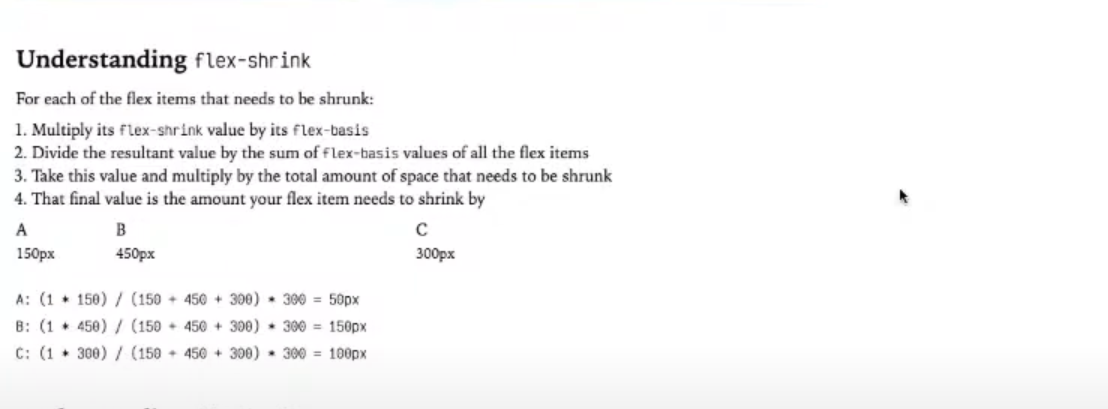 Understanding flex-shrink
For each of the flex items that needs to be shrunk:
1. Multiply its flex-shrink value by its flex-basis
2. Divide the resultant value by the sum of flex-basis values of all the flex items
3. Take this value and multiply by the total amount of space that needs to be shrunk
4. That final value is the amount your flex item needs to shrink by
A B C
150px 450px 300px
A: (1 * 150) / (150 + 450 + 300) * 300 = 50px
B: (1 * 450) / (150 + 450 + 300) * 300 = 150px
C: (1 * 300) / (150 + 450 + 300) * 300 = 100px